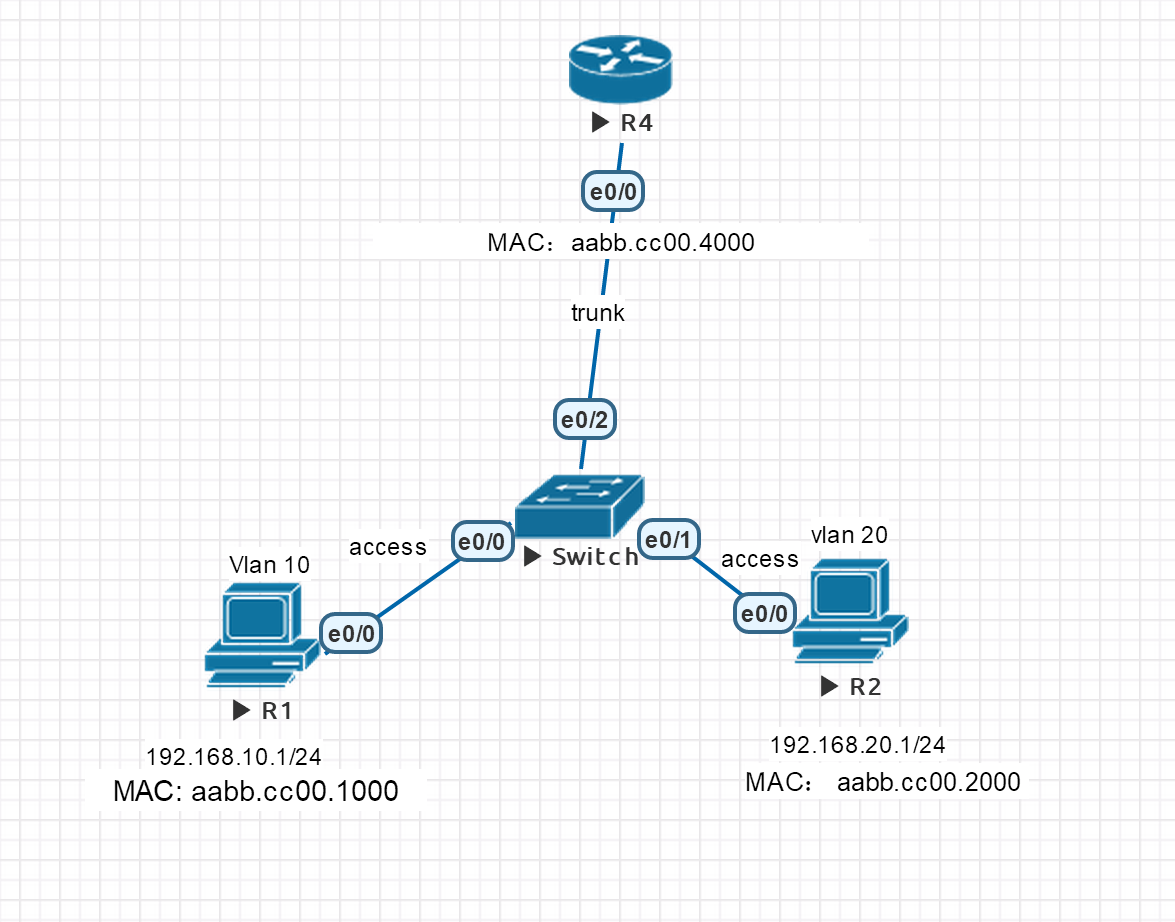 R4
e0/0
MAC：aabb.cc00.4000
trunk
e0/2
Switch
e0/0
e0/1
access
access
Vlan 10
vlan 20
e0/0
e0/0
R1
R2
192.168.10.1/24
MAC: aabb.cc00.1000
192.168.20.1/24
MAC： aabb.cc00.2000